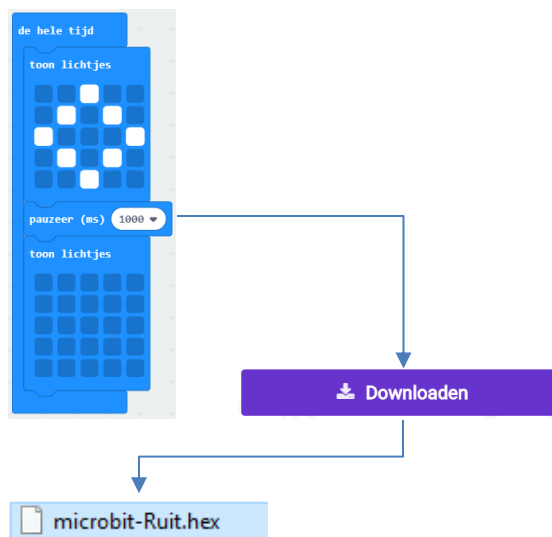 de hele tijd
toon lichtjes
pauzeer (ms) 1000
toon lichtjes
Downloaden
microbit-Ruit.hex